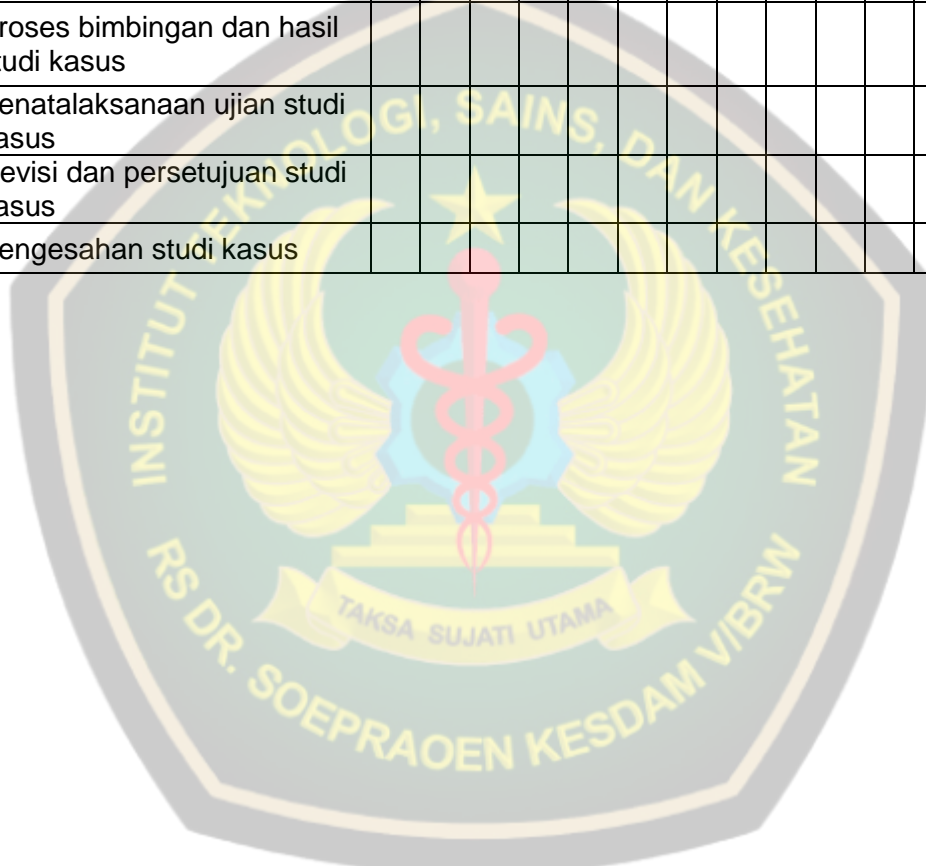 roses bimbingan dan hasil
tudi kasus
enatalaksanaan ujian studi
asus
evisi dan persetujuan studi
asus
engesahan studi kasus
INSTITUT TEKNOLOGI, SAINS, DAN KESEHATAN
TAKSA SUJATI UTAMA
RS DR. SOEPRAOEN KESDAM V/BRW